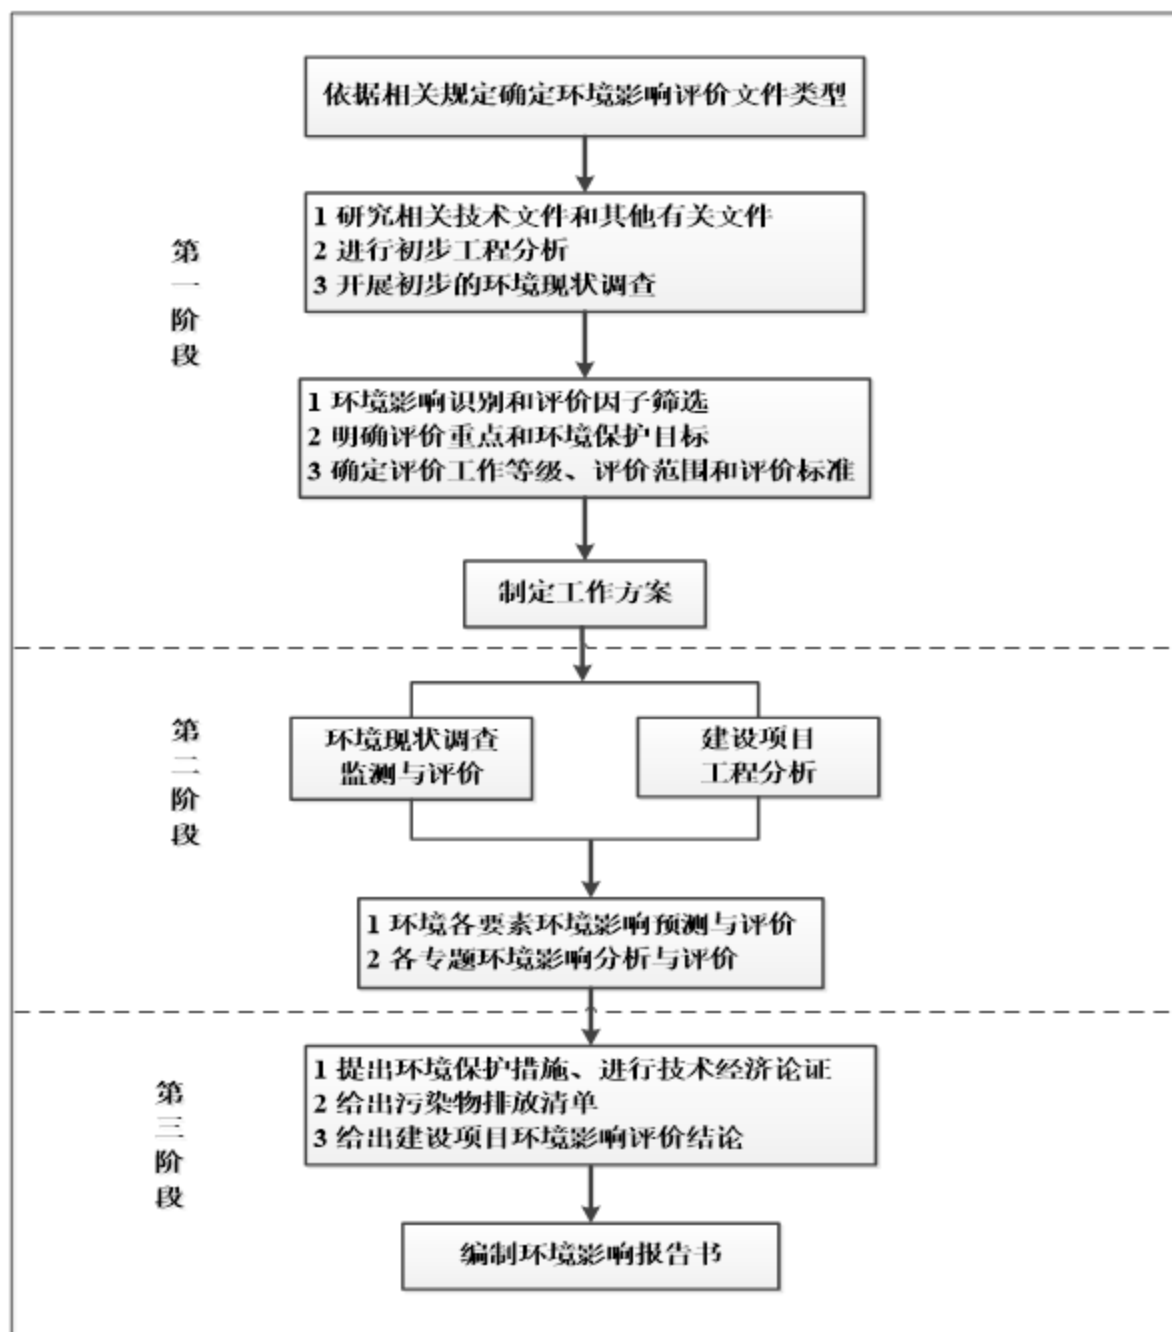 依据相关规定确定环境影响评价文件类型
第一阶段
1 研究相关技术文件和其他有关文件
2 进行初步工程分析
3 开展初步的环境现状调查
1 环境影响识别和评价因子筛选
2 明确评价重点和环境保护目标
3 确定评价工作等级、评价范围和评价标准
制定工作方案
第二阶段
环境现状调查
监测与评价
建设项目
工程分析
1 环境各要素环境影响预测与评价
2 各专题环境影响分析与评价
第三阶段
1 提出环境保护措施、进行技术经济论证
2 给出污染物排放清单
3 给出建设项目环境影响评价结论
编制环境影响报告书